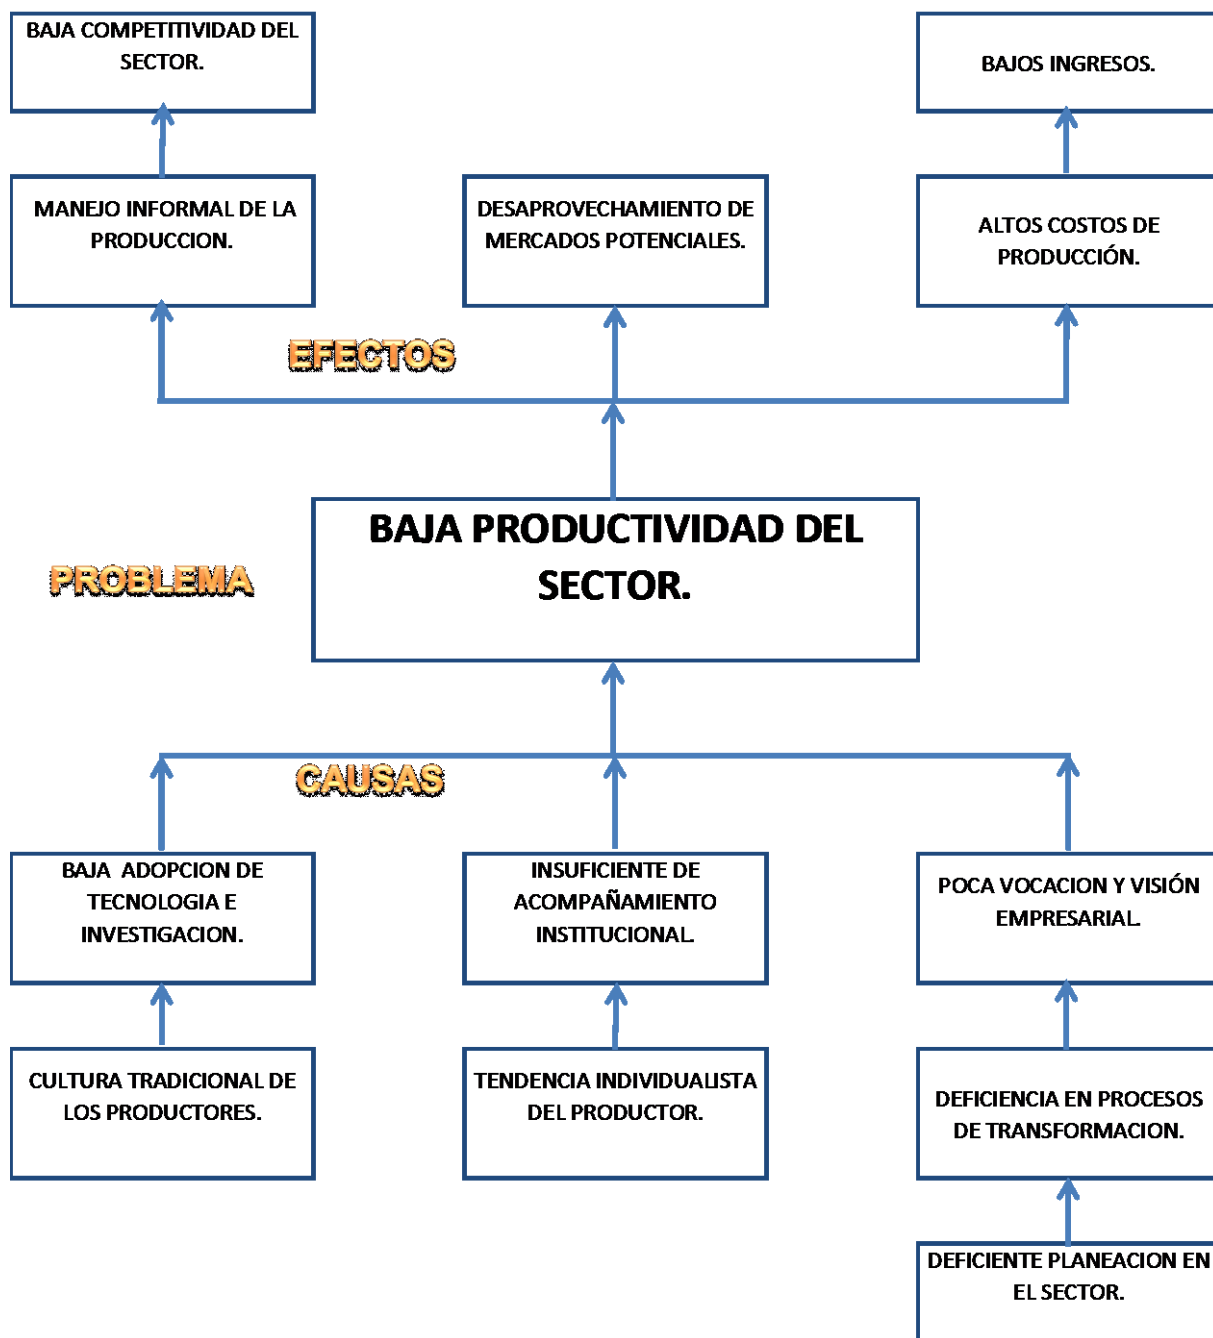 BAJA COMPETITIVIDAD DEL
SECTOR.
BAJOS INGRESOS.
MANEJO INFORMAL DE LA
PRODUCCION.
DESAPROVECHAMIENTO DE
MERCADOS POTENCIALES.
ALTOS COSTOS DE
PRODUCCIÓN.
EFECTOS
BAJA PRODUCTIVIDAD DEL
SECTOR.
PROBLEMA
CAUSAS
BAJA ADOPCION DE
TECNOLOGIA E
INVESTIGACION.
INSUFICIENTE DE
ACOMPAÑAMIENTO
INSTITUCIONAL.
POCA VOCACION Y VISIÓN
EMPRESARIAL.
CULTURA TRADICIONAL DE
LOS PRODUCTORES.
TENDENCIA INDIVIDUALISTA
DEL PRODUCTOR.
DEFICIENCIA EN PROCESOS
DE TRANSFORMACION.
DEFICIENTE PLANEACION EN
EL SECTOR.